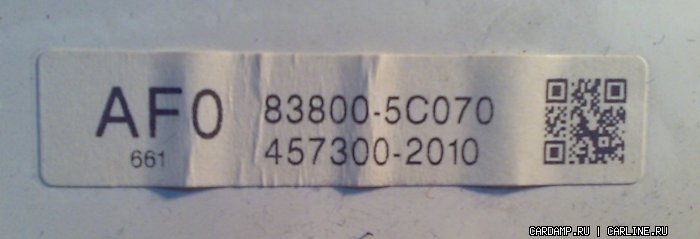 AF0
661
83800-5C070
457300-2010
CARDAMP.RU | CARLINE.RU